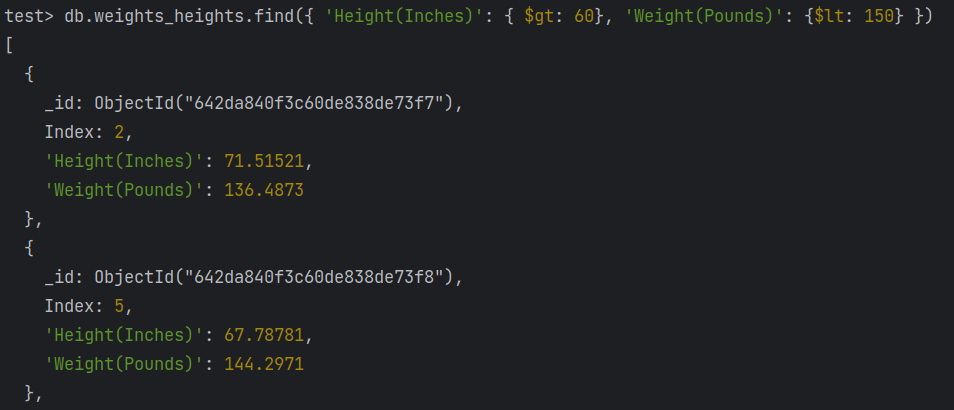 test> db.weights_heights.find({ 'Height(Inches)': { $gt: 60}, 'Weight(Pounds)': {$lt: 150} })
[
  {
    _id: ObjectId("642da840f3c60de838de73f7"),
    Index: 2,
    'Height(Inches)': 71.51521,
    'Weight(Pounds)': 136.4873
  },
  {
    _id: ObjectId("642da840f3c60de838de73f8"),
    Index: 5,
    'Height(Inches)': 67.78781,
    'Weight(Pounds)': 144.2971
  },